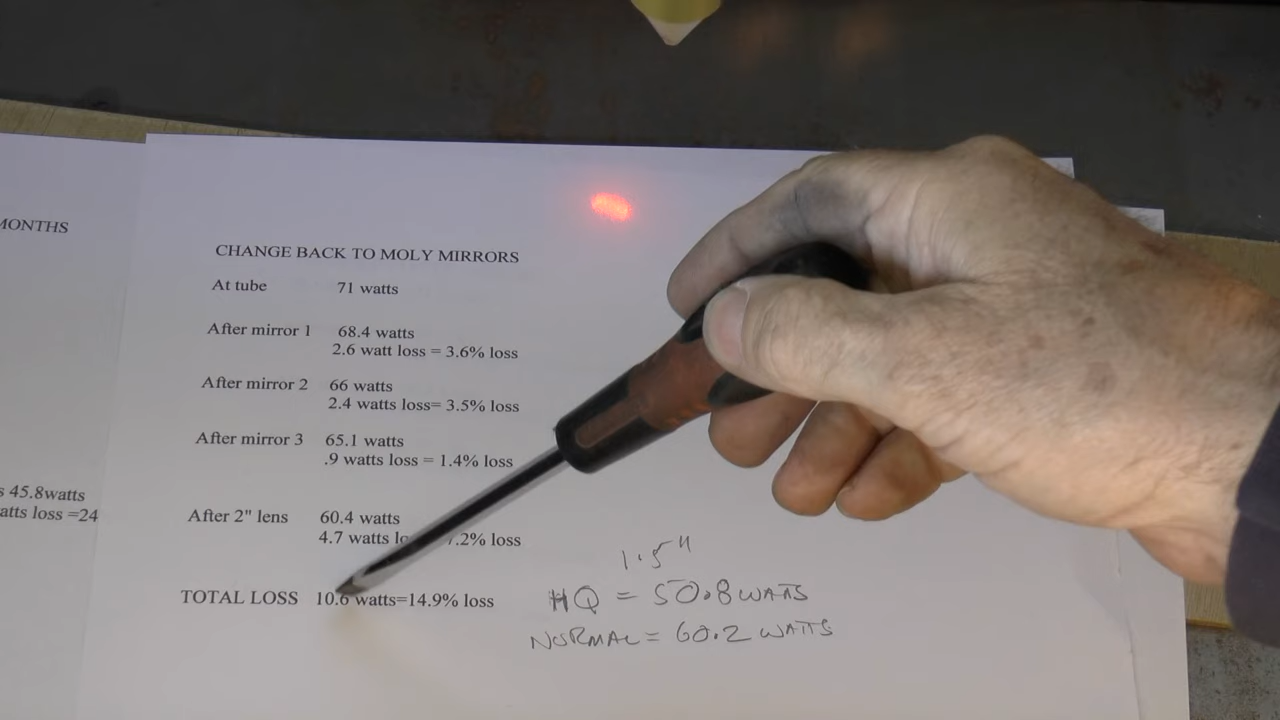 MONTHS
CHANGE BACK TO MOLY MIRRORS
At tube 71 watts
After mirror 1 68.4 watts
2.6 watt loss = 3.6% loss
After mirror 2 66 watts
2.4 watts loss= 3.5% loss
After mirror 3 65.1 watts
.9 watts loss = 1.4% loss
s 45.8watts
atts loss =24
After 2" lens 60.4 watts
4.7 watts .2% loss
TOTAL LOSS 10.6 watts=14.9% loss
1.5"
HQ = 50.8 WATTS
NORMAL = 60.2 WATTS